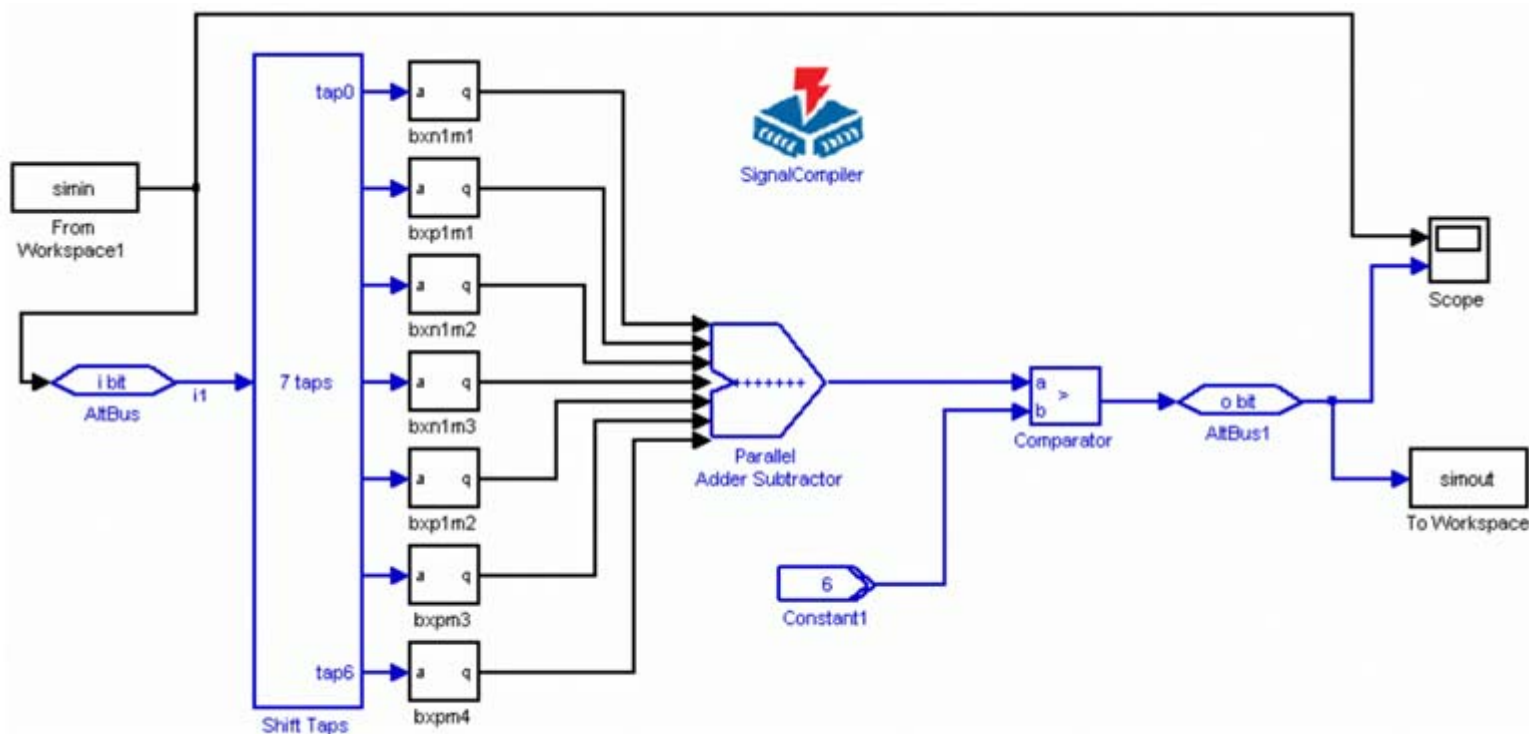 tap0
a q
bxn1m1
SignalCompiler
simin
From
Workspace1
a q
bxp1m1
a q
bxn1m2
Scope
i bit
AltBus
i1
7 taps
a q
bxn1m3
+++++++
Parallel
Adder Subtractor
a
b
>
Comparator
o bit
AltBus1
a q
bxp1m2
simout
To Workspace
a q
bxpm3
6
Constant1
tap6
a q
bxpm4
Shift Taps